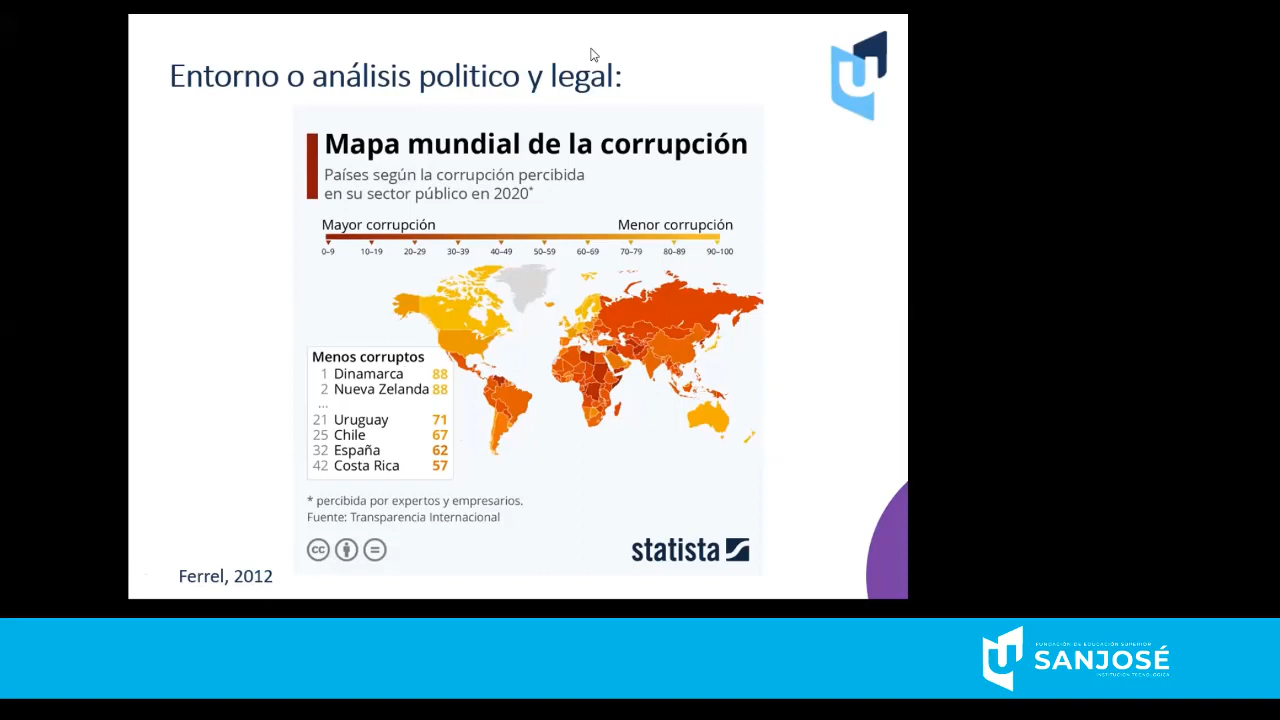 Entorno o análisis politico y legal:
Mapa mundial de la corrupción
Países según la corrupción percibida
en su sector público en 2020*
Mayor corrupción Menor corrupción
0–9 10–19 20–29 30–39 40–49 50–59 60–69 70–79 80–89 90–100
Menos corruptos
1 Dinamarca 88
2 Nueva Zelanda 88
...
21 Uruguay 71
25 Chile 67
32 España 62
42 Costa Rica 57
* percibida por expertos y empresarios.
Fuente: Transparencia Internacional
cc
statista
Ferrel, 2012
FUNDACIÓN DE EDUCACIÓN SUPERIOR
SANJOSÉ
INSTITUCIÓN TECNOLÓGICA